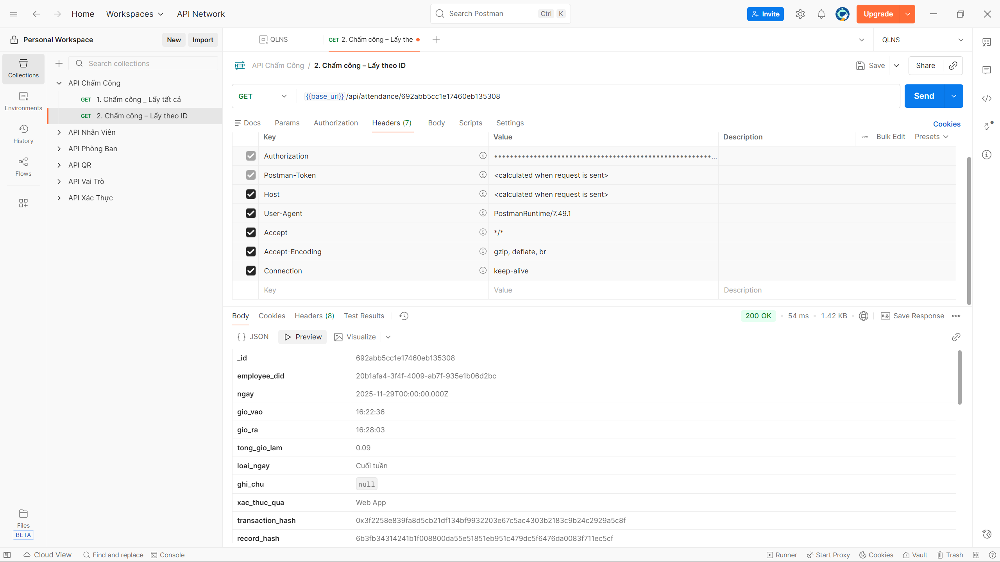 Home Workspaces API Network Search Postman Ctrl K Invite Upgrade
Personal Workspace New Import
QLNS GET 2. Chấm công – Lấy the QLNS
Collections
Environments
History
Flows
Files
BETA
Search collections
API Chấm Công
GET 1. Chấm công _ Lấy tất cả
GET 2. Chấm công – Lấy theo ID
API Nhân Viên
API Phòng Ban
API QR
API Vai Trò
API Xác Thực
HTTP API Chấm Công / 2. Chấm công – Lấy theo ID Save Share
GET {{base_url}}/api/attendance/692abb5cc1e17460eb135308 Send
Docs Params Authorization Headers (7) Body Scripts Settings Cookies
Key Value Description Bulk Edit Presets
Authorization ••••••••••••••••••••••••••••••••••••••••••••••••••••••••...
Postman-Token <calculated when request is sent>
Host <calculated when request is sent>
User-Agent PostmanRuntime/7.49.1
Accept */*
Accept-Encoding gzip, deflate, br
Connection keep-alive
Key Value Description
Body Cookies Headers (8) Test Results 200 OK • 54 ms • 1.42 KB • e.g. Save Response
{} JSON Preview Visualize
_id 692abb5cc1e17460eb135308
employee_did 20b1afa4-3f4f-4009-ab7f-935e1b06d2bc
ngay 2025-11-29T00:00:00.000Z
gio_vao 16:22:36
gio_ra 16:28:03
tong_gio_lam 0.09
loai_ngay Cuối tuần
ghi_chu null
xac_thuc_qua Web App
transaction_hash 0x3f2258e839fa8d5cb21df134bf9932203e67c5ac4303b2183c9b24c2929a5c8f
record_hash 6b3fb34314241b1f008800da55e51851eb951c479dc5f6476da0083f711ec5cf
Cloud View Find and replace Console Runner Start Proxy Cookies Vault Trash